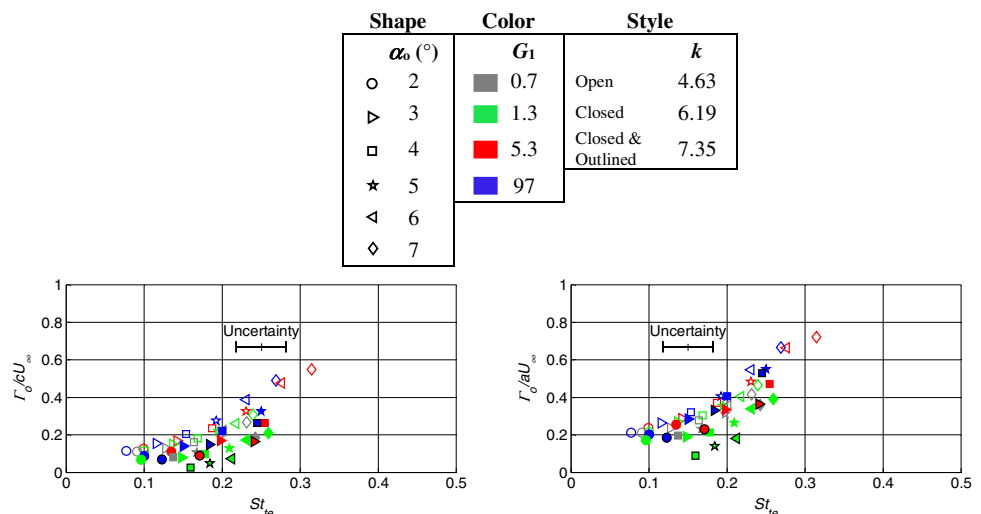 Shape Color Style
αₒ (°) G₁ k
2 0.7 Open 4.63
3 1.3 Closed 6.19
4 5.3 Closed & Outlined 7.35
5 97
6
7
1 1
0.8 0.8
Uncertainty Uncertainty
0.6 0.6
Γₒ/cU∞ Γₒ/aU∞
0.4 0.4
0.2 0.2
0 0
0 0.1 0.2 0.3 0.4 0.5 0 0.1 0.2 0.3 0.4 0.5
Stₜₑ Stₜₑ